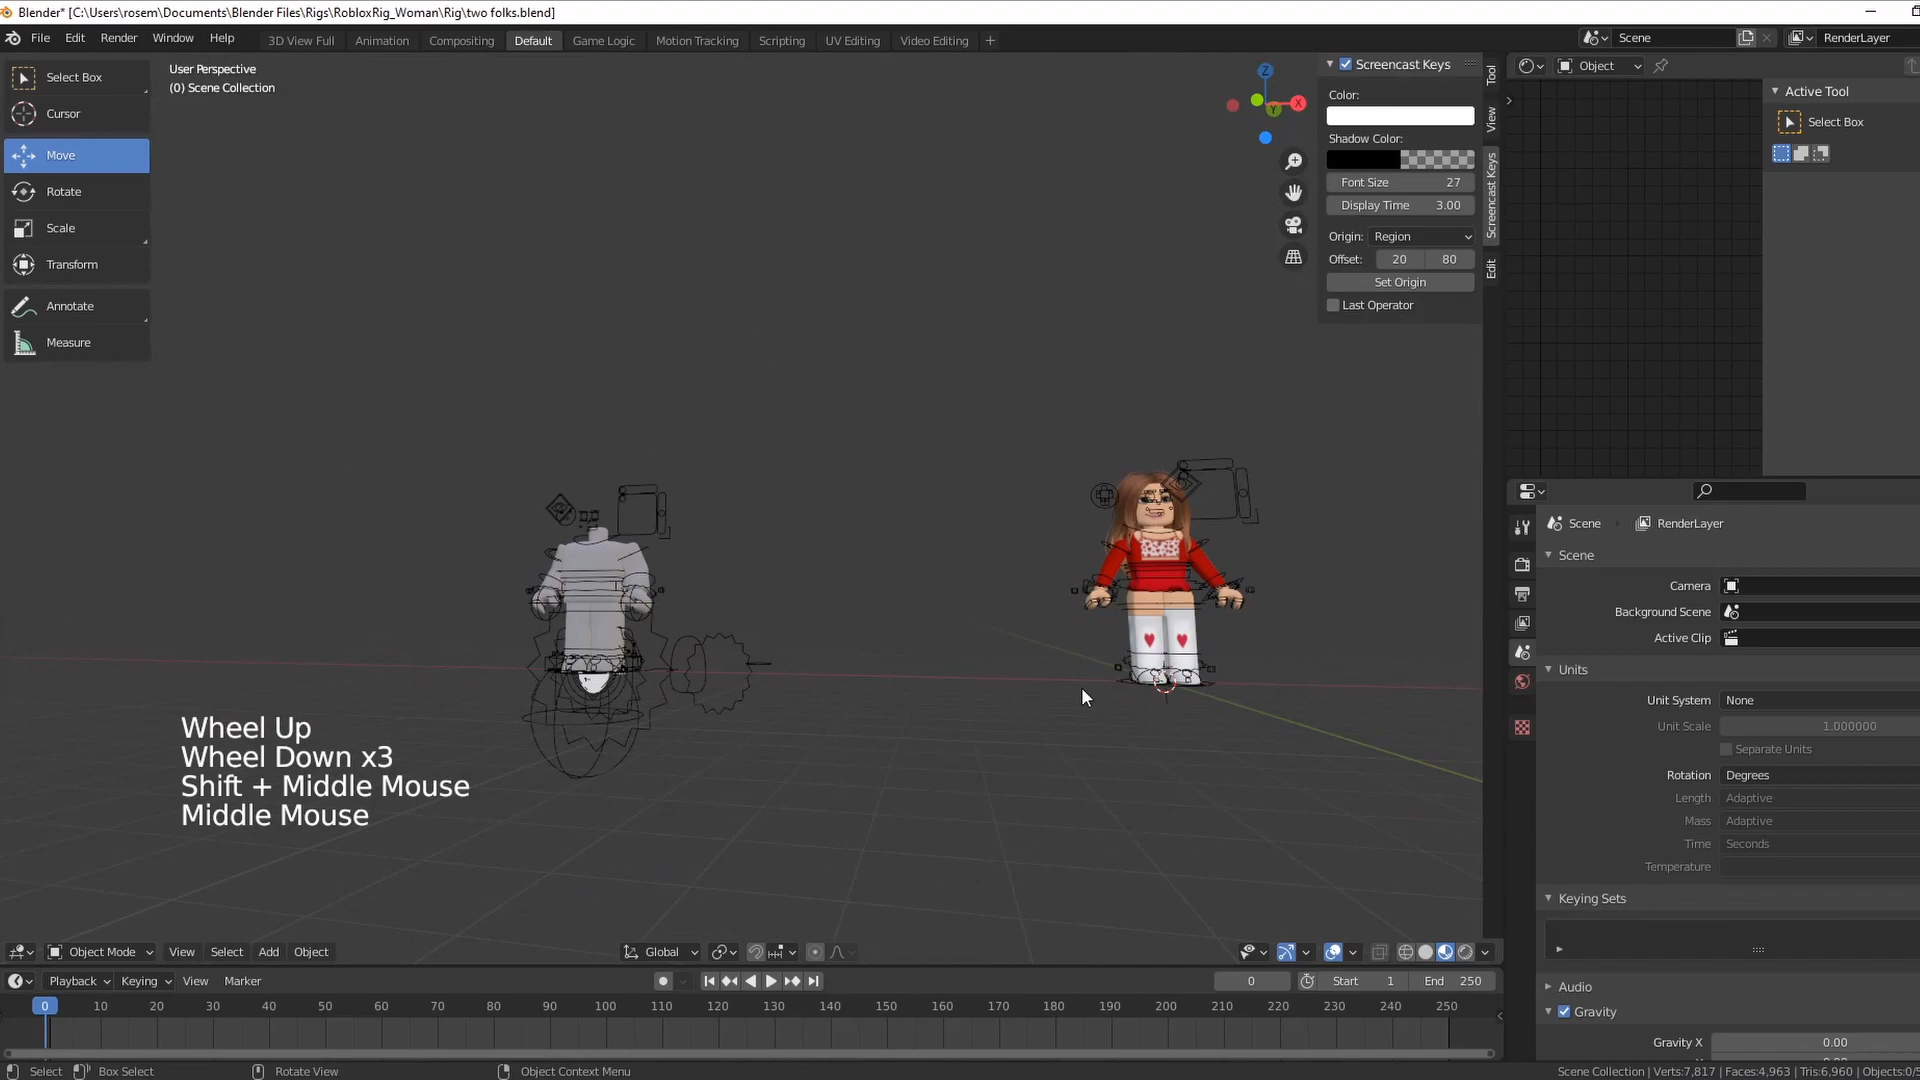 Blender* [C:\Users\rosem\Documents\Blender Files\Rigs\RobloxRig_Woman\Rig\two folks.blend]
File Edit Render Window Help 3D View Full Animation Compositing Default Game Logic Motion Tracking Scripting UV Editing Video Editing + Scene RenderLayer
Select Box
Cursor
Move
Rotate
Scale
Transform
Annotate
Measure
User Perspective
(0) Scene Collection
Z
X
Y
Screencast Keys
Color:
Shadow Color:
Font Size 27
Display Time 3.00
Origin: Region
Offset: 20 80
Set Origin
Last Operator
Tool
View
Screencast Keys
Edit
Object
Active Tool
Select Box
Scene RenderLayer
Scene
Camera
Background Scene
Active Clip
Units
Unit System None
Unit Scale 1.000000
Separate Units
Rotation Degrees
Length Adaptive
Mass Adaptive
Time Seconds
Temperature
Keying Sets
Audio
Gravity
Gravity X 0.00
Wheel Up
Wheel Down x3
Shift + Middle Mouse
Middle Mouse
Object Mode View Select Add Object Global
Playback Keying View Marker 0 Start 1 End 250
0 10 20 30 40 50 60 70 80 90 100 110 120 130 140 150 160 170 180 190 200 210 220 230 240 250
Select Box Select Rotate View Object Context Menu Scene Collection | Verts:7,817 | Faces:4,963 | Tris:6,960 | Objects:0/5